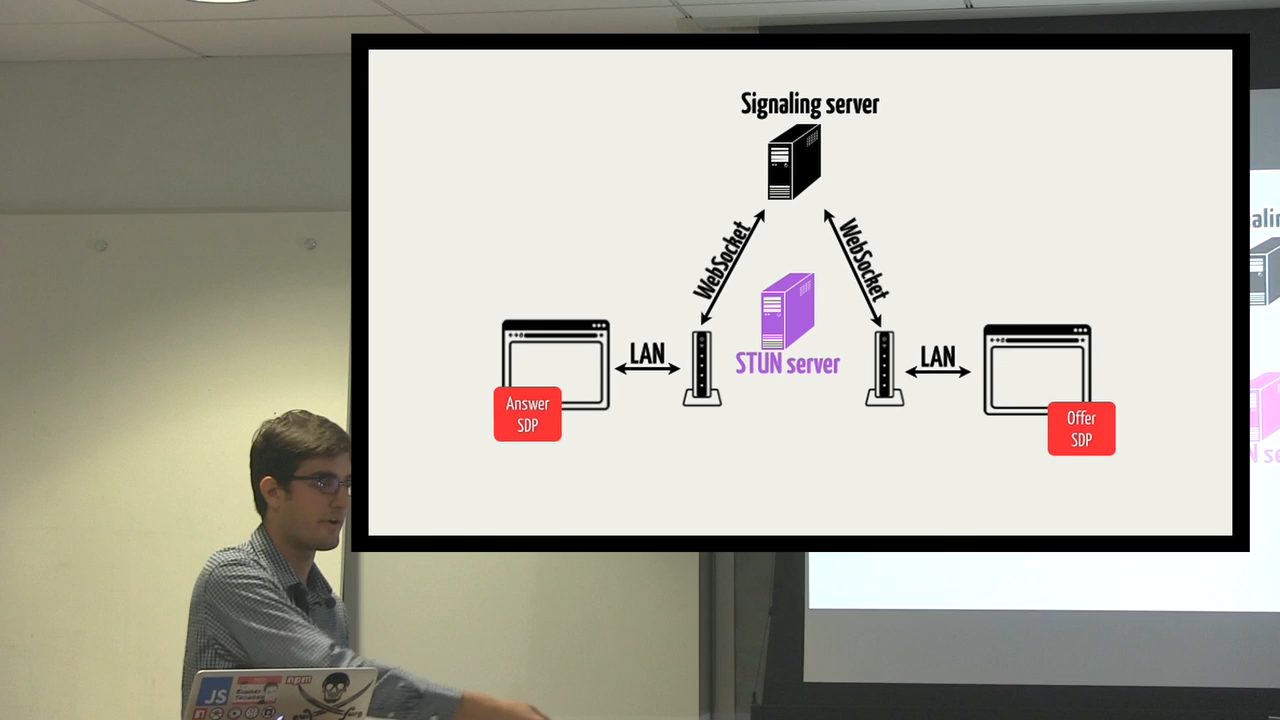 Signaling server
WebSocket
WebSocket
STUN server
LAN
LAN
Answer
SDP
Offer
SDP
JS
npm